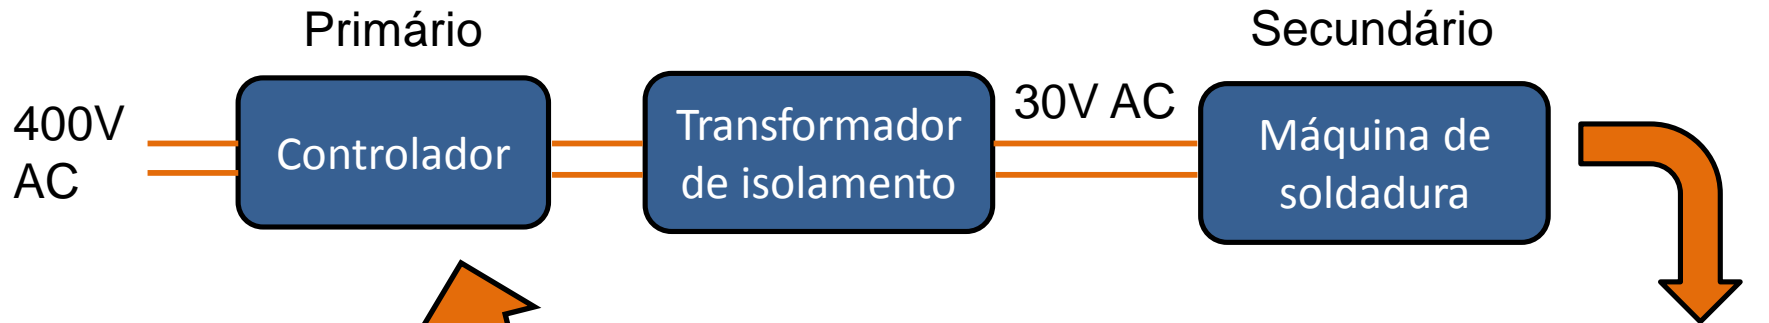 Primário
Secundário
400V
AC
Controlador
Transformador
de isolamento
30V AC
Máquina de
soldadura